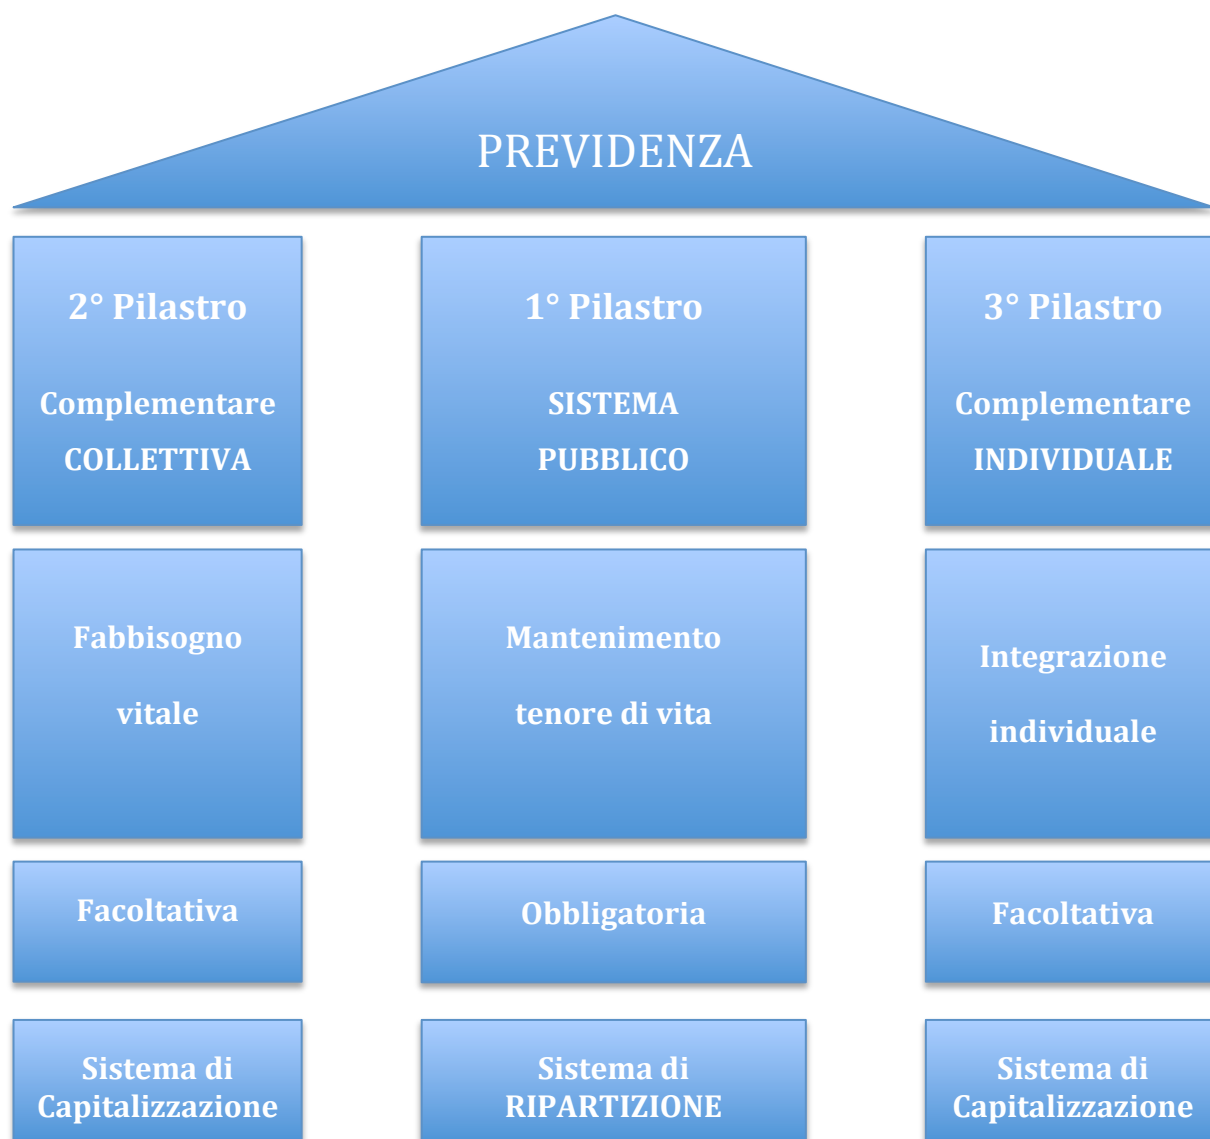 PREVIDENZA
2° Pilastro
Complementare
COLLETTIVA
1° Pilastro
SISTEMA
PUBBLICO
3° Pilastro
Complementare
INDIVIDUALE
Fabbisogno
vitale
Mantenimento
tenore di vita
Integrazione
individuale
Facoltativa
Obbligatoria
Facoltativa
Sistema di
Capitalizzazione
Sistema di
RIPARTIZIONE
Sistema di
Capitalizzazione